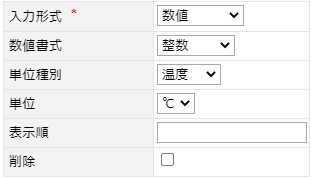 入力形式 * 数値
数値書式 整数
単位種別 温度
単位 ℃
表示順
削除